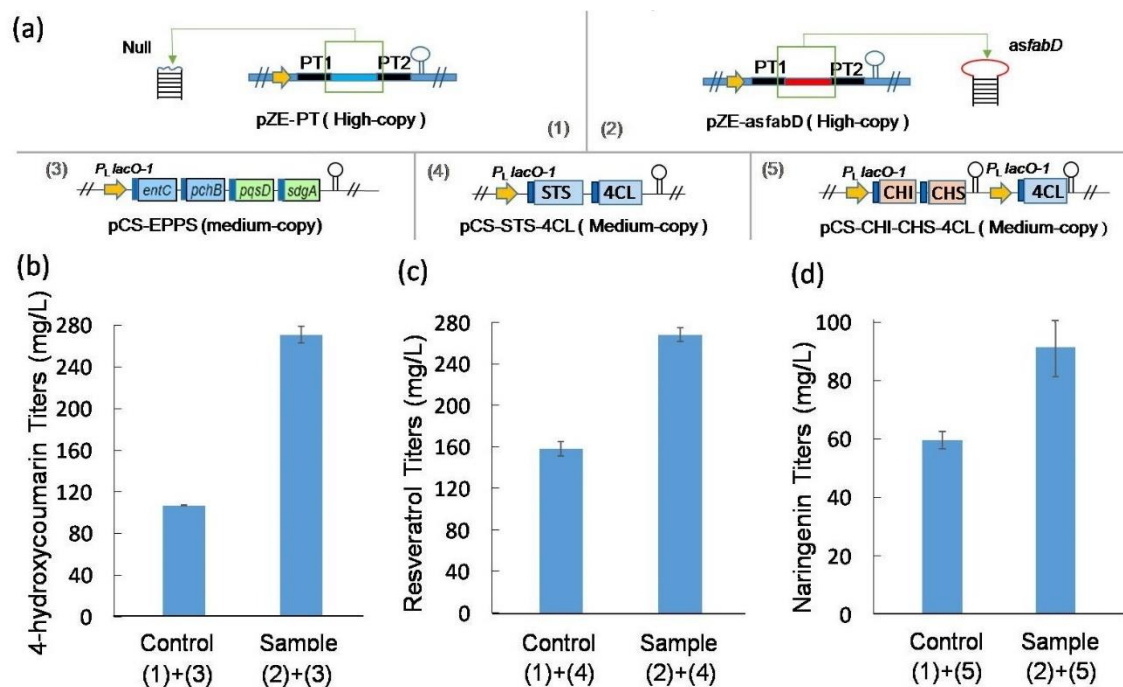 (a)
Null
PT1
PT2
pZE-PT ( High-copy)
(1)
(2)
PT1
PT2
asfabD
pZE-asfabD ( High-copy)
(3)
PL lacO-1
entC
pchB
pqsD
sdgA
pCS-EPPS (medium-copy)
(4)
PL lacO-1
STS
4CL
pCS-STS-4CL ( Medium-copy)
(5)
PL lacO-1
PL lacO-1
CHI
CHS
4CL
pCS-CHI-CHS-4CL ( Medium-copy)
(b)
4-hydroxycoumarin Titers (mg/L)
280
240
200
160
120
80
40
0
Control
Sample
(1)+(3)
(2)+(3)
(c)
Resveratrol Titers (mg/L)
280
240
200
160
120
80
40
0
Control
Sample
(1)+(4)
(2)+(4)
(d)
Naringenin Titers (mg/L)
100
80
60
40
20
0
Control
Sample
(1)+(5)
(2)+(5)